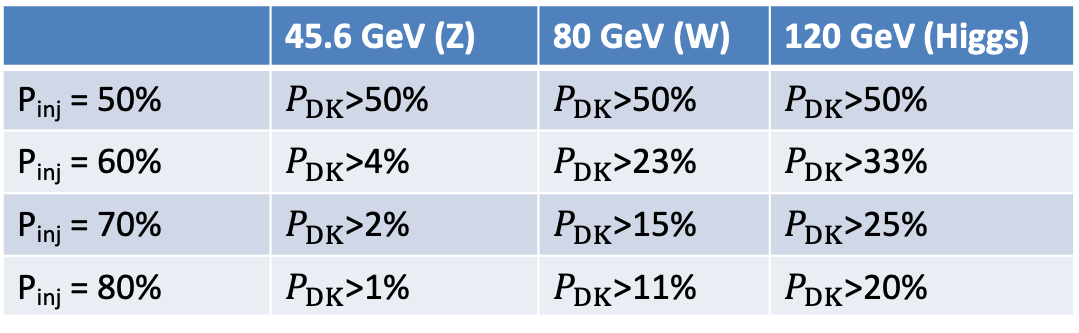 45.6 GeV (Z) 80 GeV (W) 120 GeV (Higgs)
Pinj = 50% PDK>50% PDK>50% PDK>50%
Pinj = 60% PDK>4% PDK>23% PDK>33%
Pinj = 70% PDK>2% PDK>15% PDK>25%
Pinj = 80% PDK>1% PDK>11% PDK>20%